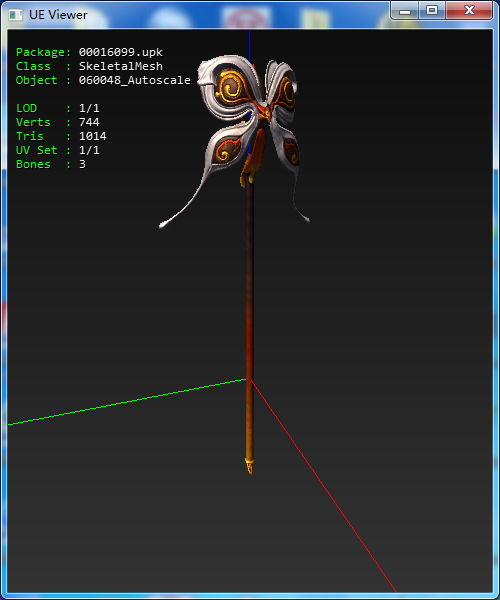 UE Viewer
Package: 00016099.upk
Class  : SkeletalMesh
Object : 060048_Autoscale
LOD    : 1/1
Verts  : 744
Tris   : 1014
UV Set : 1/1
Bones  : 3